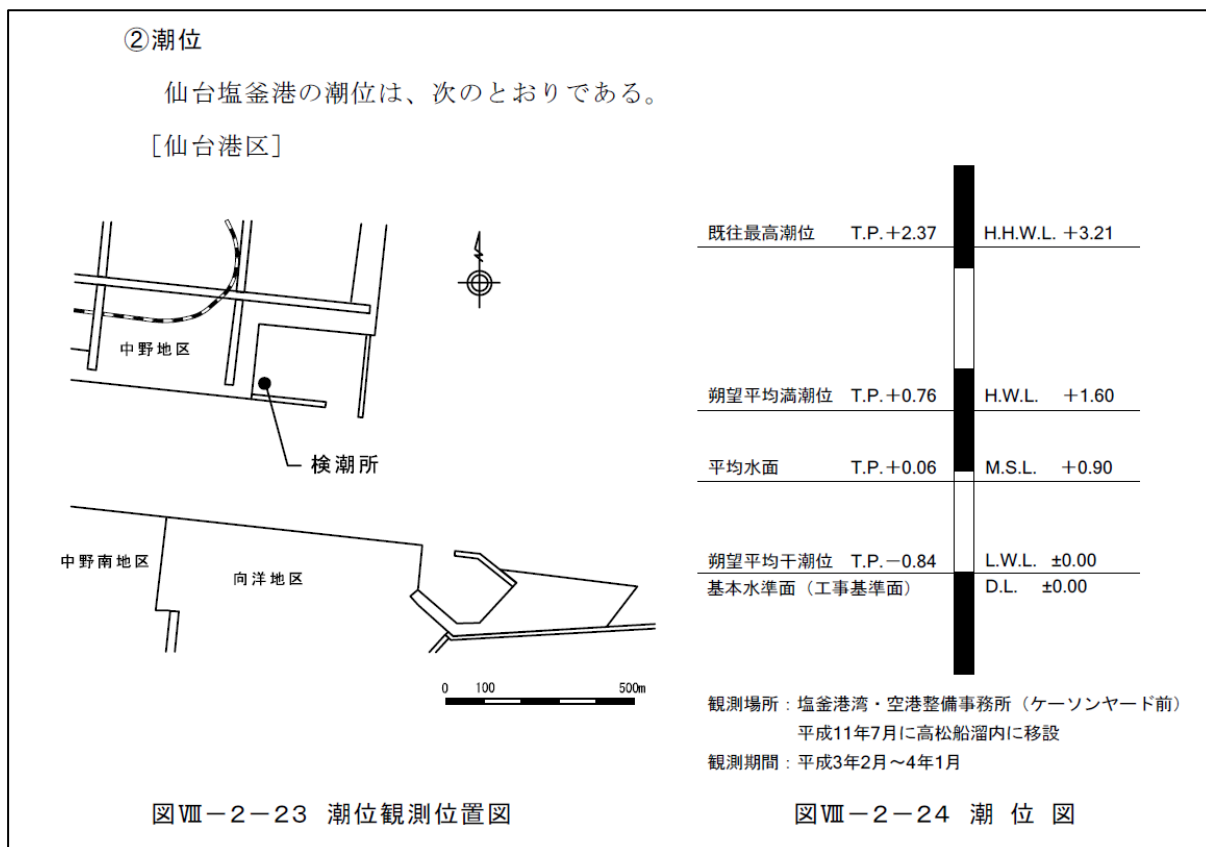 ②潮位
仙台塩釜港の潮位は、次のとおりである。
[仙台港区]
中野地区
検潮所
中野南地区
向洋地区
0 100 500m
図Ⅷ－2－23 潮位観測位置図
既往最高潮位 T.P.＋2.37 H.H.W.L. ＋3.21
朔望平均満潮位 T.P.＋0.76 H.W.L. ＋1.60
平均水面 T.P.＋0.06 M.S.L. ＋0.90
朔望平均干潮位 T.P.－0.84 L.W.L. ±0.00
基本水準面（工事基準面） D.L. ±0.00
観測場所：塩釜港湾・空港整備事務所（ケーソンヤード前）
平成11年7月に高松船溜内に移設
観測期間：平成3年2月～4年1月
図Ⅷ－2－24 潮 位 図